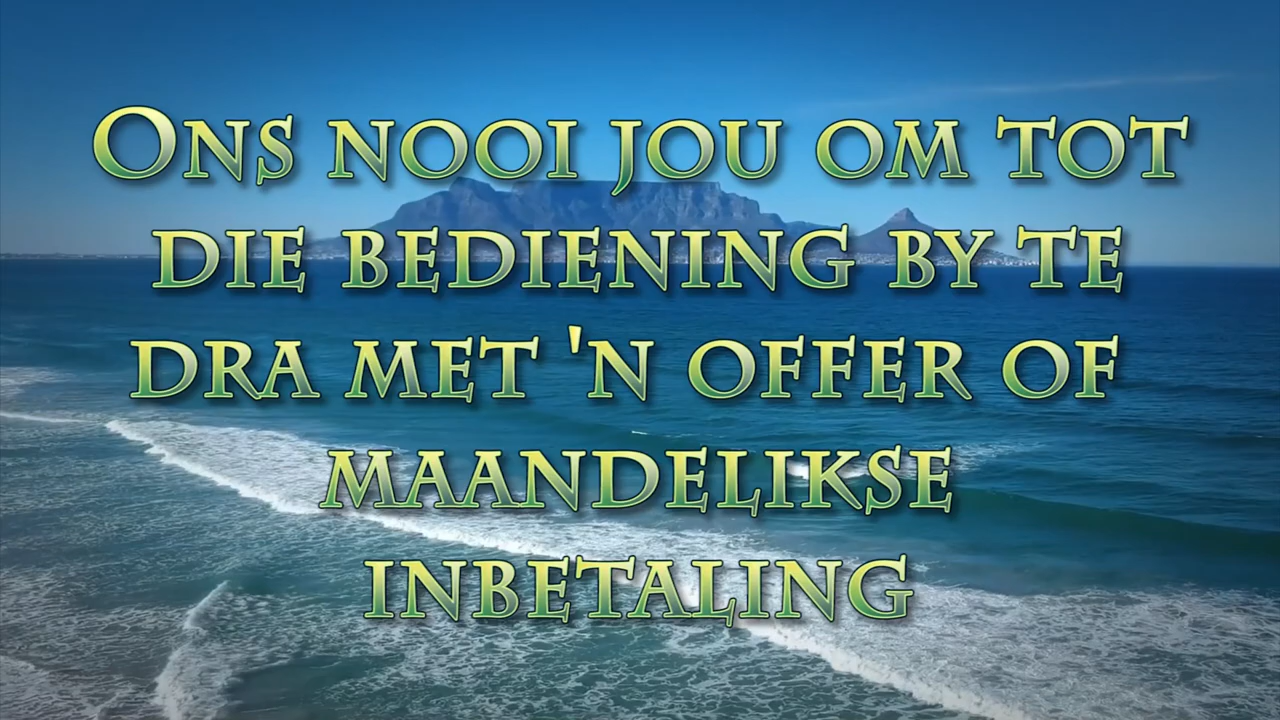 Ons nooi jou om tot
die bediening by te
dra met 'n offer of
maandelikse
inbetaling